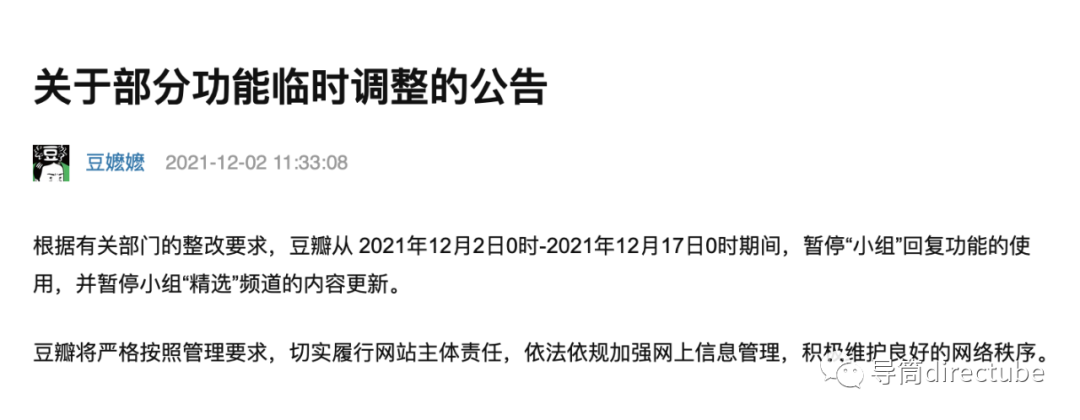 关于部分功能临时调整的公告
豆
豆嬷嬷 2021-12-02 11:33:08
根据有关部门的整改要求，豆瓣从 2021年12月2日0时-2021年12月17日0时期间，暂停“小组”回复功能的使
用，并暂停小组“精选”频道的内容更新。
豆瓣将严格按照管理要求，切实履行网站主体责任，依法依规加强网上信息管理，积极维护良好的网络秩序。
导筒directube